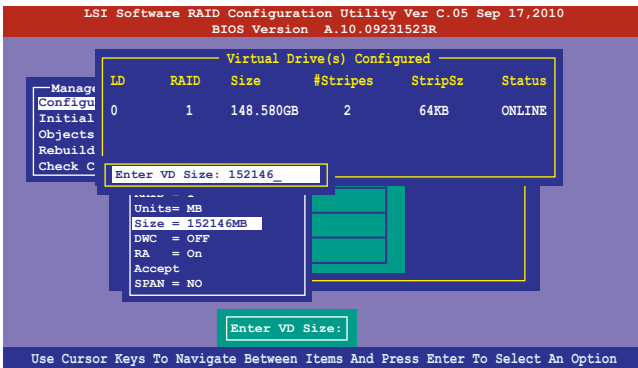 LSI Software RAID Configuration Utility Ver C.05 Sep 17,2010
BIOS Version A.10.09231523R
Virtual Drive(s) Configured
LD RAID Size #Stripes StripSz Status
0 1 148.580GB 2 64KB ONLINE
Manage
Configu
Initial
Objects
Rebuild
Check C
Enter VD Size: 152146_
Units= MB
Size = 152146MB
DWC = OFF
RA = On
Accept
SPAN = NO
Enter VD Size:
Use Cursor Keys To Navigate Between Items And Press Enter To Select An Option